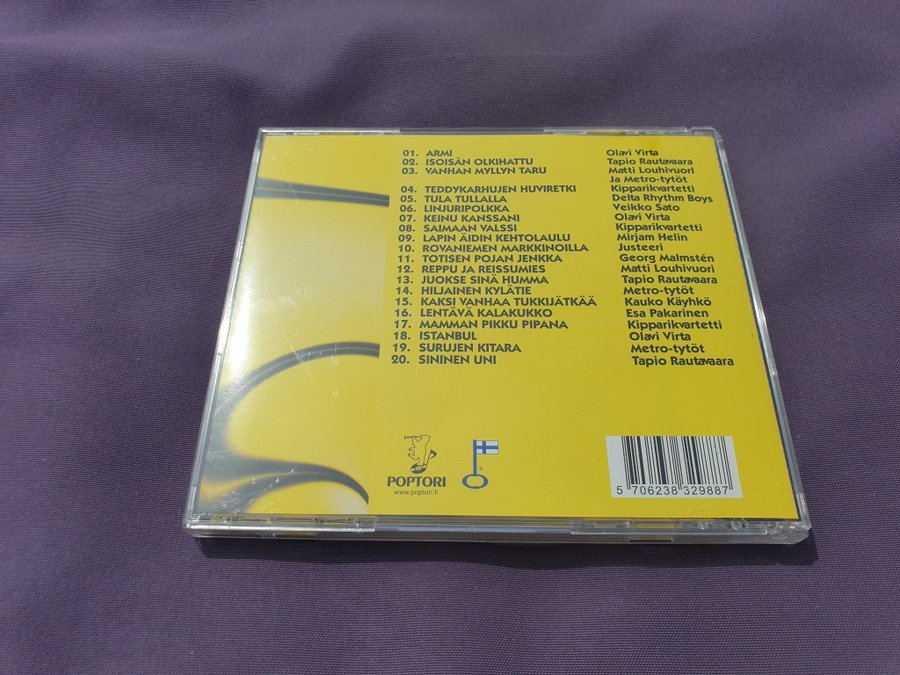 01. ARMI Olavi Virta
02. ISOISÄN OLKIHATTU Tapio Rautavaara
03. VANHAN MYLLYN TARU Matti Louhivuori
Ja Metro-tytöt
04. TEDDYKARHUJEN HUVIRETKI Kipparikvartetti
05. TULA TULLALLA Delta Rhythm Boys
06. LINJURIPOLKKA Veikko Sato
07. KEINU KANSSANI Olavi Virta
08. SAIMAAN VALSSI Kipparikvartetti
09. LAPIN ÄIDIN KEHTOLAULU Mirjam Helin
10. ROVANIEMEN MARKKINOILLA Justeeri
11. TOTISEN POJAN JENKKA Georg Malmstén
12. REPPU JA REISSUMIES Matti Louhivuori
13. JUOKSE SINÄ HUMMA Tapio Rautavaara
14. HILJAINEN KYLÄTIE Metro-tytöt
15. KAKSI VANHAA TUKKIJÄTKÄÄ Kauko Käyhkö
16. LENTÄVÄ KALAKUKKO Esa Pakarinen
17. MAMMAN PIKKU PIPANA Kipparikvartetti
18. ISTANBUL Olavi Virta
19. SURUJEN KITARA Metro-tytöt
20. SININEN UNI Tapio Rautavaara
POPTORI
www.poptori.fi
®
5 706238 329887